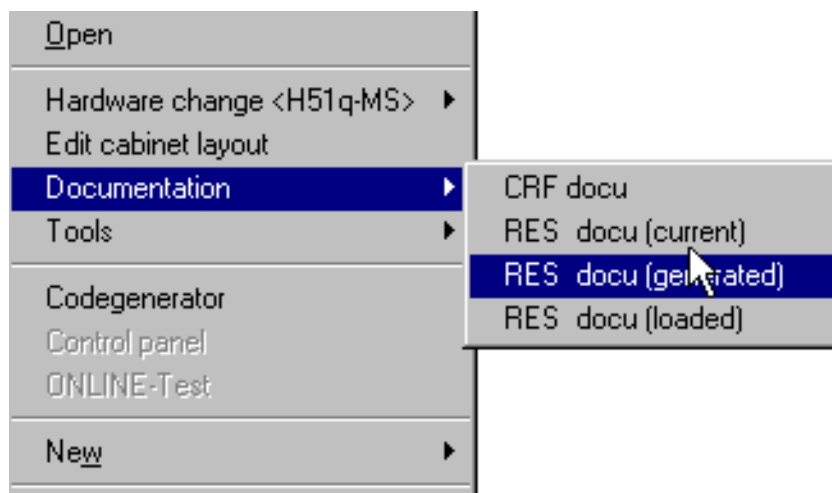 Open
Hardware change <H51q-MS>
Edit cabinet layout
Documentation
Tools
Codegenerator
Control panel
ONLINE-Test
New
CRF docu
RES docu (current)
RES docu (generated)
RES docu (loaded)